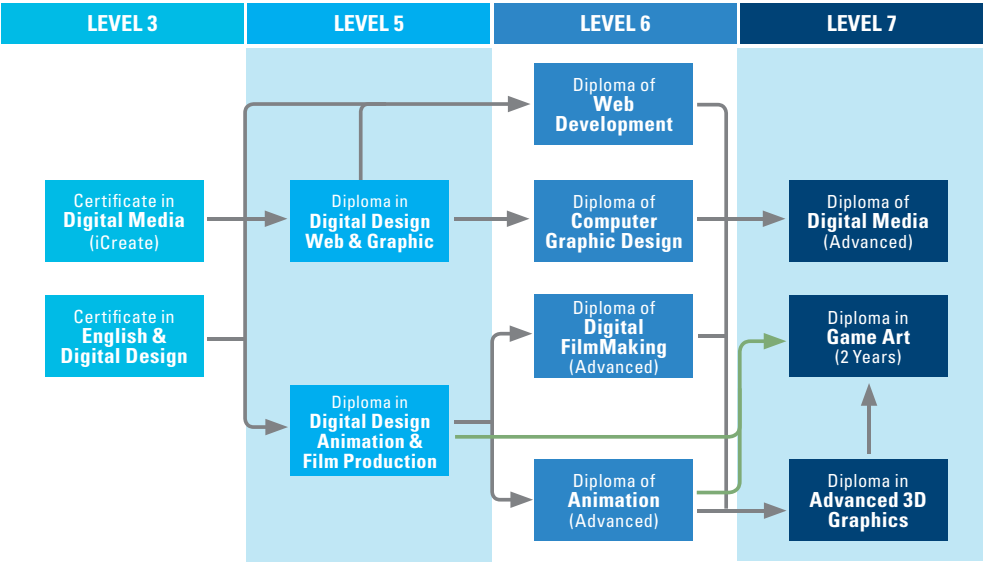 LEVEL 3
LEVEL 5
LEVEL 6
LEVEL 7
Certificate in
Digital Media
(iCreate)
Certificate in
English &
Digital Design
Diploma in
Digital Design
Web & Graphic
Diploma in
Digital Design
Animation &
Film Production
Diploma of
Web
Development
Diploma of
Computer
Graphic Design
Diploma of
Digital
FilmMaking
(Advanced)
Diploma of
Animation
(Advanced)
Diploma of
Digital Media
(Advanced)
Diploma in
Game Art
(2 Years)
Diploma in
Advanced 3D
Graphics